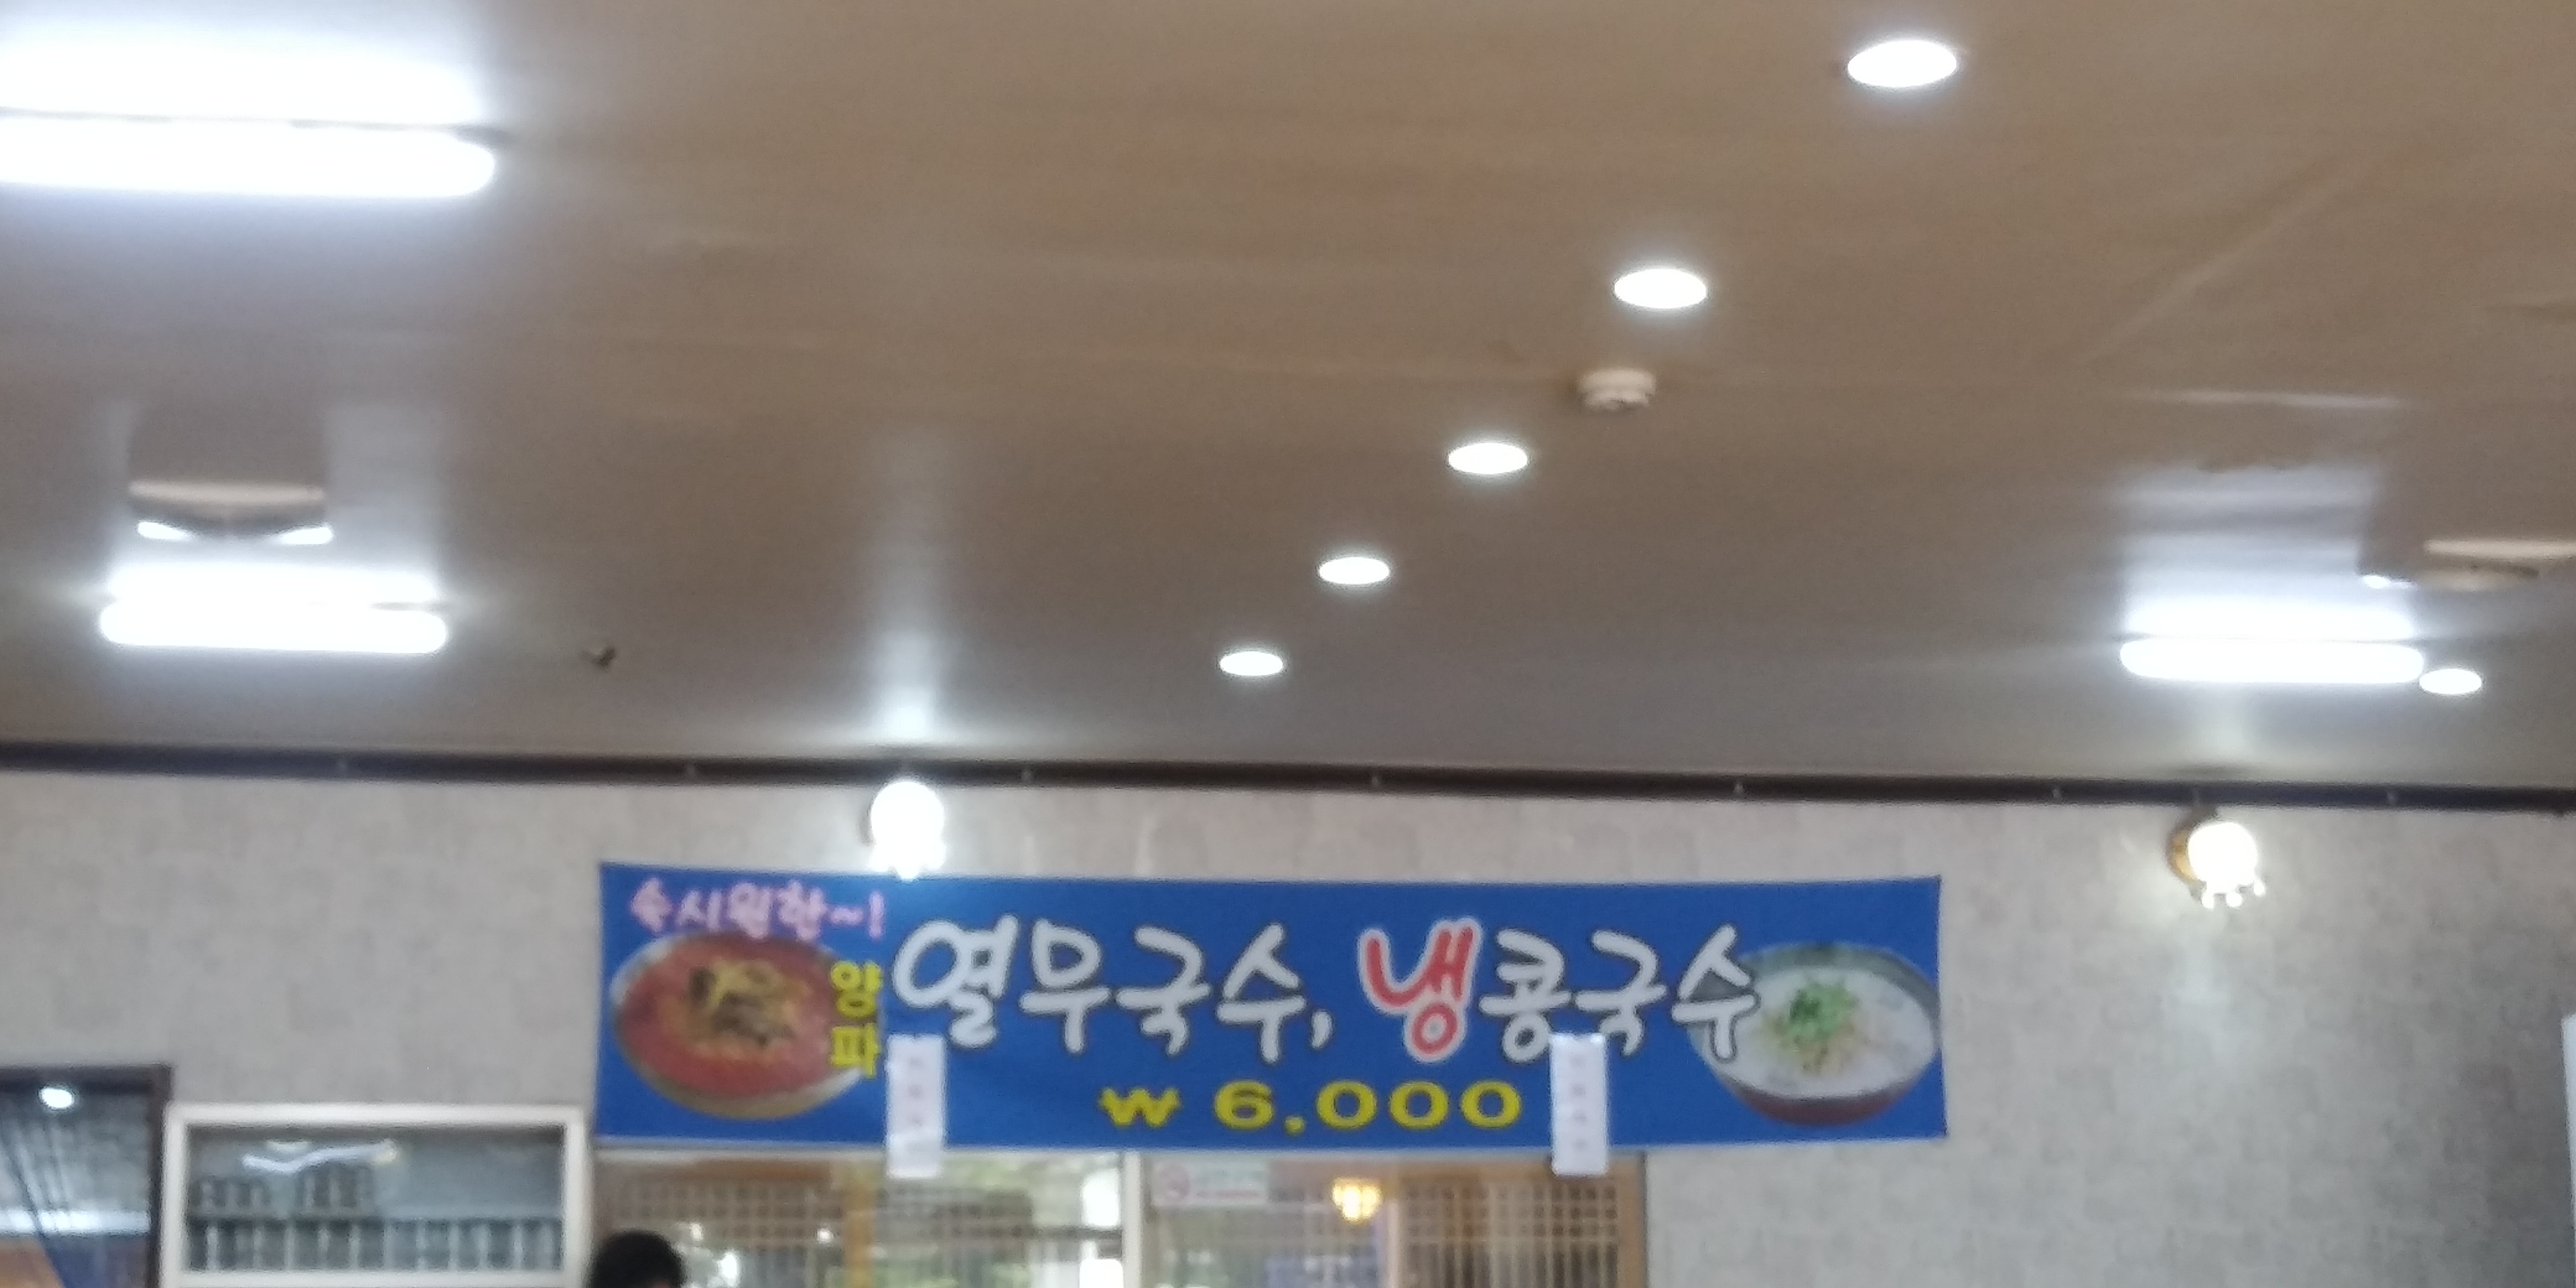 속시원한~!
양파
열무국수, 냉콩국수
₩6,000